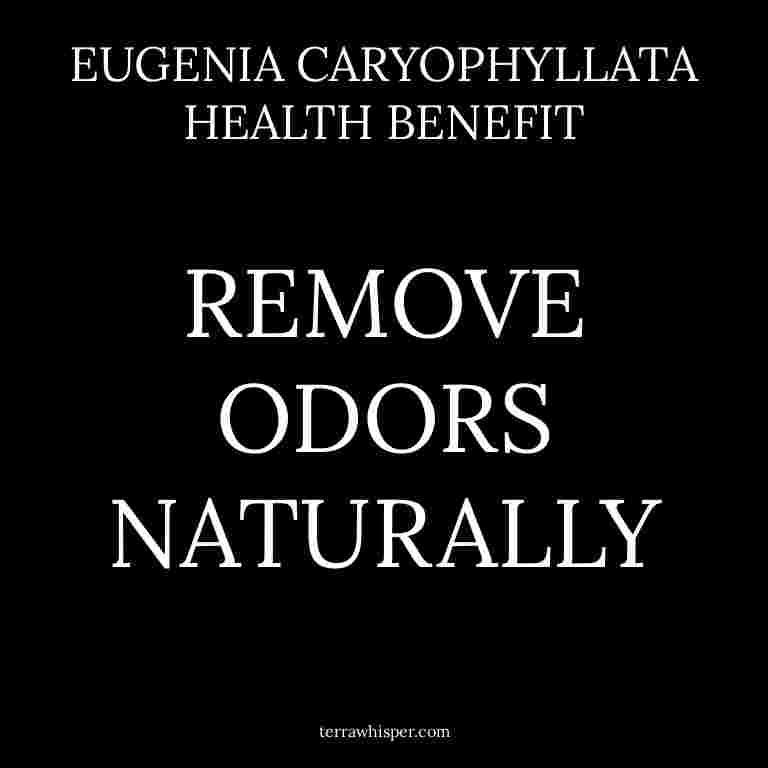 EUGENIA CARYOPHYLLATA
HEALTH BENEFIT
REMOVE
ODORS
NATURALLY
terrawhisper.com